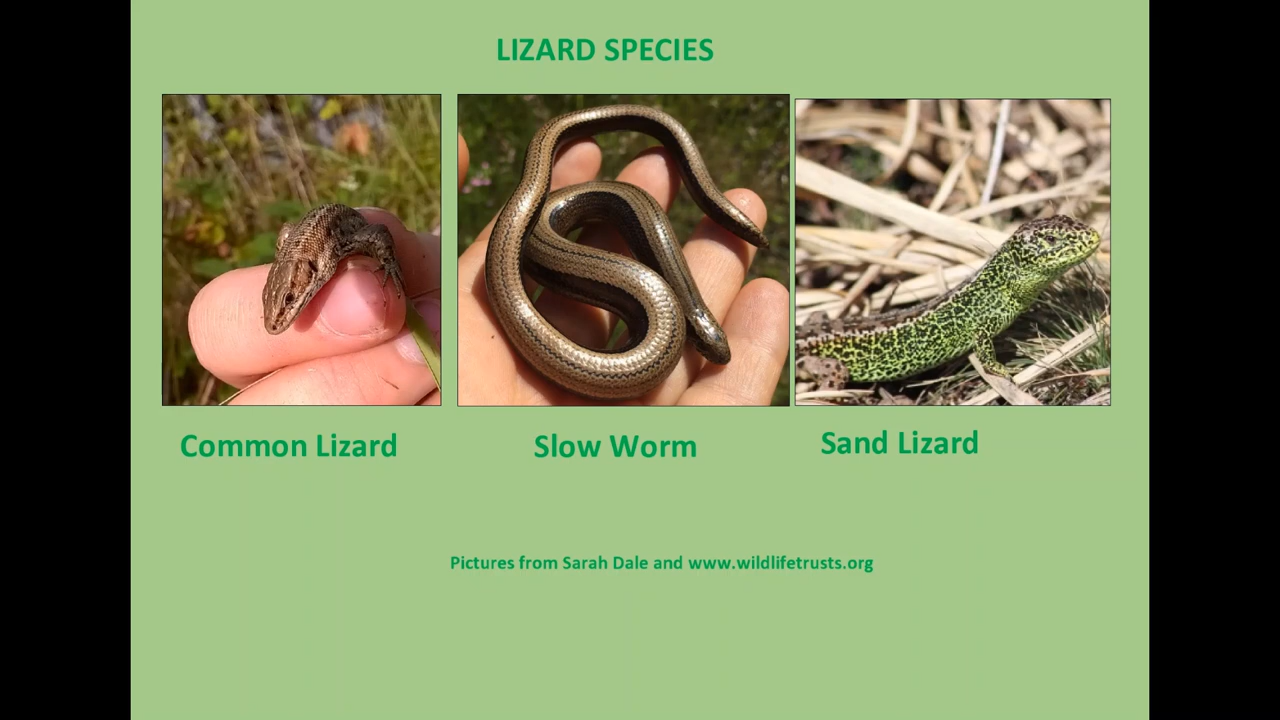 LIZARD SPECIES
Common Lizard
Slow Worm
Sand Lizard
Pictures from Sarah Dale and www.wildlifetrusts.org